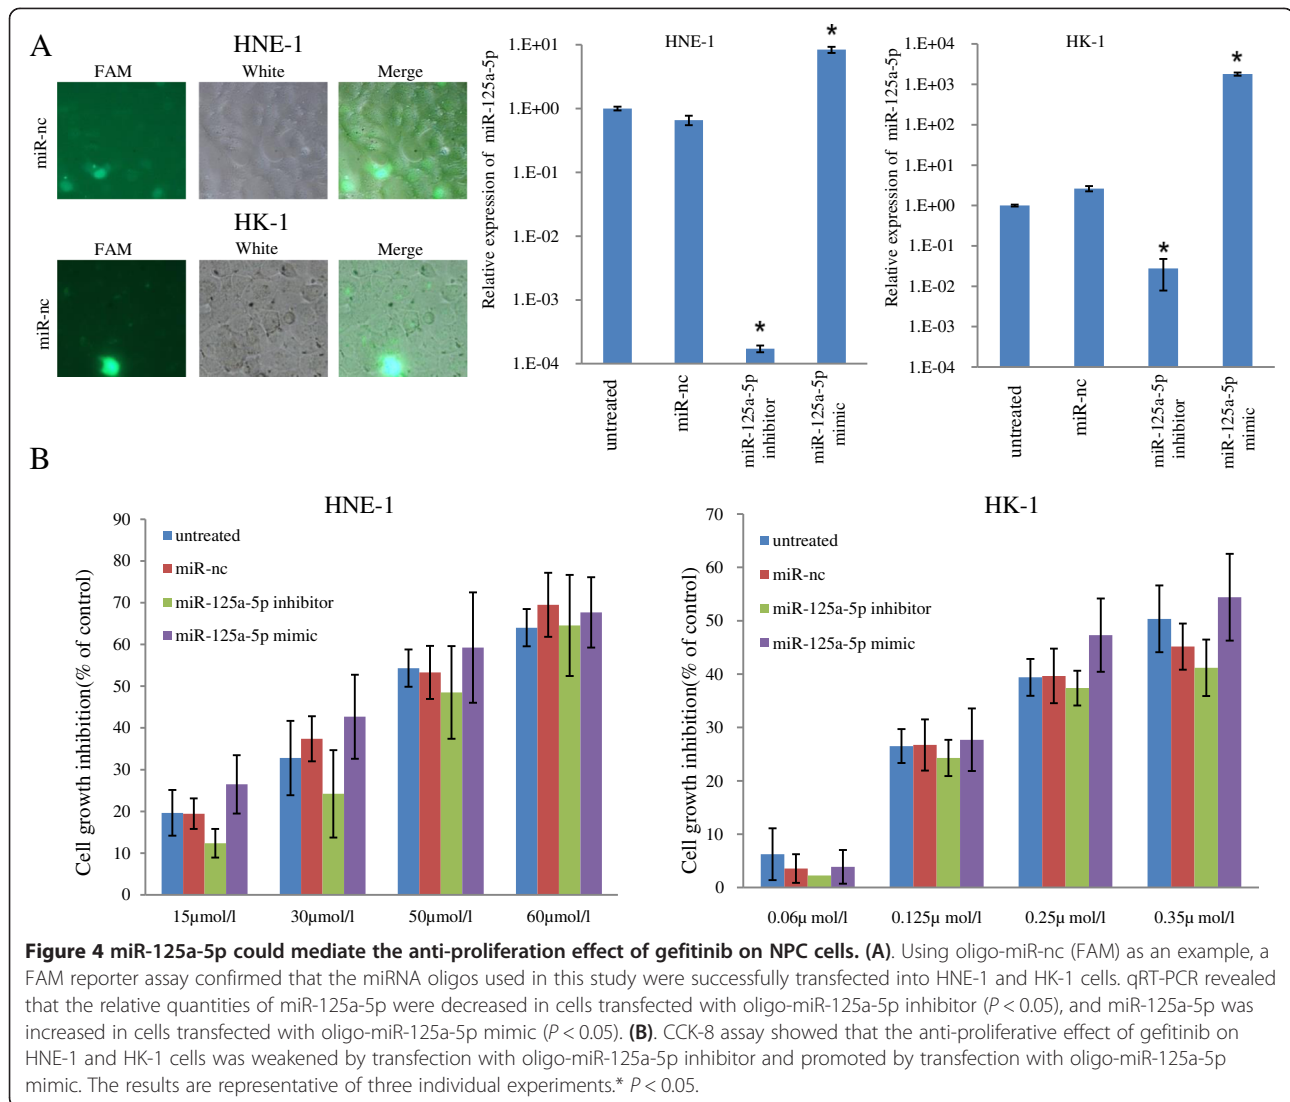 A
HNE-1
FAM White Merge
miR-nc
HK-1
FAM White Merge
miR-nc
HNE-1
Relative expression of miR-125a-5p
1.E+01
1.E+00
1.E-01
1.E-02
1.E-03
1.E-04
*
*
untreated
miR-nc
miR-125a-5p
inhibitor
miR-125a-5p
mimic
HK-1
Relative expression of miR-125a-5p
1.E+04
1.E+03
1.E+02
1.E+01
1.E+00
1.E-01
1.E-02
1.E-03
1.E-04
*
*
untreated
miR-nc
miR-125a-5p
inhibitor
miR-125a-5p
mimic
B
HNE-1
Cell growth inhibition(% of control)
90
80
70
60
50
40
30
20
10
0
untreated
miR-nc
miR-125a-5p inhibitor
miR-125a-5p mimic
15μmol/l 30μmol/l 50μmol/l 60μmol/l
HK-1
Cell growth inhibition(% of control)
70
60
50
40
30
20
10
0
untreated
miR-nc
miR-125a-5p inhibitor
miR-125a-5p mimic
0.06μ mol/l 0.125μ mol/l 0.25μ mol/l 0.35μ mol/l
Figure 4 miR-125a-5p could mediate the anti-proliferation effect of gefitinib on NPC cells. (A). Using oligo-miR-nc (FAM) as an example, a
FAM reporter assay confirmed that the miRNA oligos used in this study were successfully transfected into HNE-1 and HK-1 cells. qRT-PCR revealed
that the relative quantities of miR-125a-5p were decreased in cells transfected with oligo-miR-125a-5p inhibitor (P < 0.05), and miR-125a-5p was
increased in cells transfected with oligo-miR-125a-5p mimic (P < 0.05). (B). CCK-8 assay showed that the anti-proliferative effect of gefitinib on
HNE-1 and HK-1 cells was weakened by transfection with oligo-miR-125a-5p inhibitor and promoted by transfection with oligo-miR-125a-5p
mimic. The results are representative of three individual experiments.* P < 0.05.